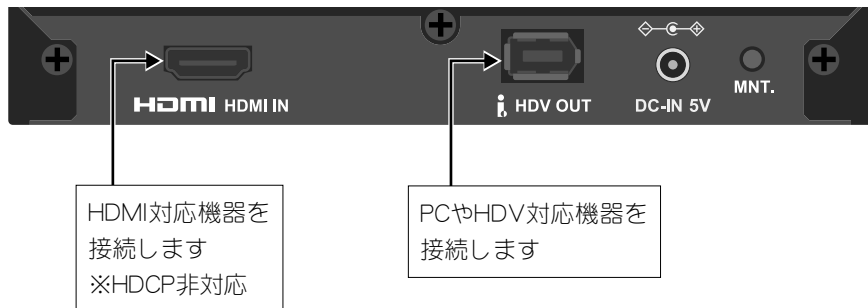 HDMI HDMI IN
HDV OUT
DC-IN 5V
MNT.
HDMI対応機器を
接続します
※HDCP非対応
PCやHDV対応機器を
接続します